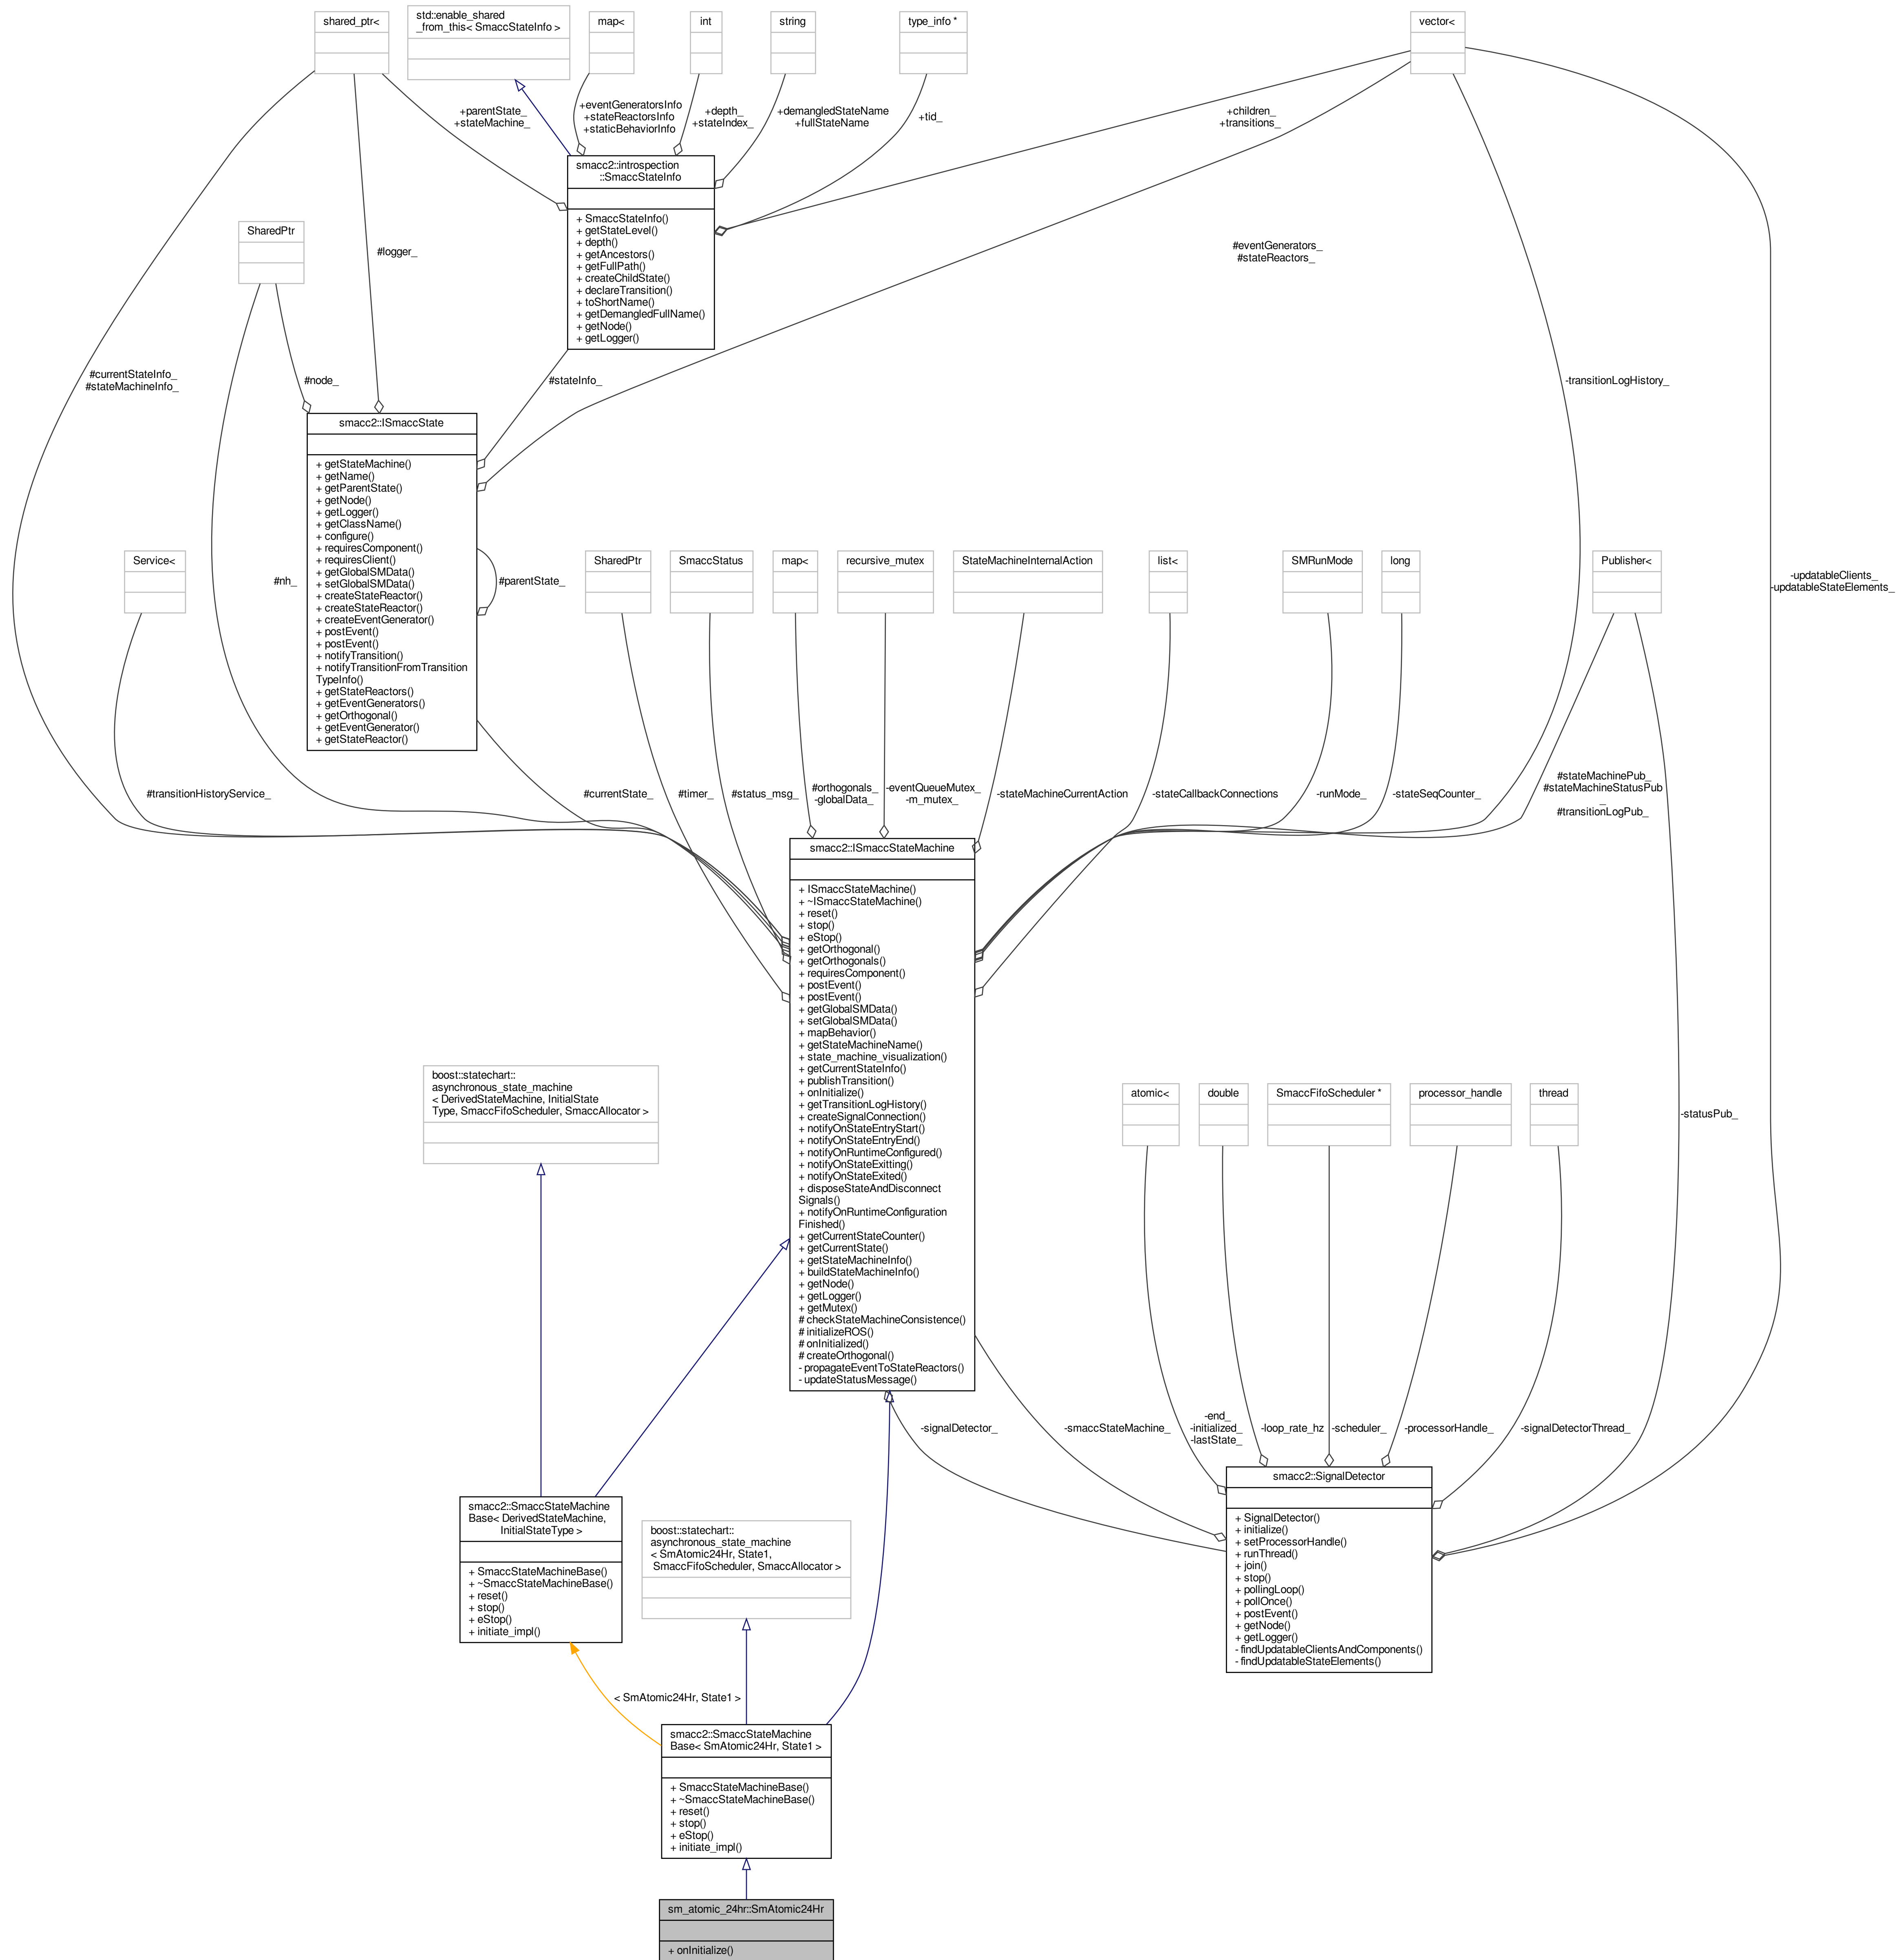 shared_ptr<
std::enable_shared
_from_this< SmaccStateInfo >
map<
int
string
type_info *
vector<
+parentState_
+stateMachine_
+eventGeneratorsInfo
+stateReactorsInfo
+staticBehaviorInfo
+depth_
+stateIndex_
+demangledStateName
+fullStateName
+tid_
+children_
+transitions_
smacc2::introspection
::SmaccStateInfo
+ SmaccStateInfo()
+ getStateLevel()
+ depth()
+ getAncestors()
+ getFullPath()
+ createChildState()
+ declareTransition()
+ toShortName()
+ getDemangledFullName()
+ getNode()
+ getLogger()
SharedPtr
#logger_
#eventGenerators_
#stateReactors_
#currentStateInfo_
#stateMachineInfo_
#node_
#stateInfo_
-transitionLogHistory_
smacc2::ISmaccState
+ getStateMachine()
+ getName()
+ getParentState()
+ getNode()
+ getLogger()
+ getClassName()
+ configure()
+ requiresComponent()
+ requiresClient()
+ getGlobalSMData()
+ setGlobalSMData()
+ createStateReactor()
+ createStateReactor()
+ createEventGenerator()
+ postEvent()
+ postEvent()
+ notifyTransition()
+ notifyTransitionFromTransition
TypeInfo()
+ getStateReactors()
+ getEventGenerators()
+ getOrthogonal()
+ getEventGenerator()
+ getStateReactor()
#parentState_
#nh_
Service<
SharedPtr
SmaccStatus
map<
recursive_mutex
StateMachineInternalAction
list<
SMRunMode
long
Publisher<
-updatableClients_
-updatableStateElements_
#transitionHistoryService_
#currentState_
#timer_
#status_msg_
#orthogonals_
-globalData_
-eventQueueMutex_
-m_mutex_
-stateMachineCurrentAction
-stateCallbackConnections
-runMode_
-stateSeqCounter_
#stateMachinePub_
#stateMachineStatusPub
_
#transitionLogPub_
smacc2::ISmaccStateMachine
+ ISmaccStateMachine()
+ ~ISmaccStateMachine()
+ reset()
+ stop()
+ eStop()
+ getOrthogonal()
+ getOrthogonals()
+ requiresComponent()
+ postEvent()
+ postEvent()
+ getGlobalSMData()
+ setGlobalSMData()
+ mapBehavior()
+ getStateMachineName()
+ state_machine_visualization()
+ getCurrentStateInfo()
+ publishTransition()
+ onInitialize()
+ getTransitionLogHistory()
+ createSignalConnection()
+ notifyOnStateEntryStart()
+ notifyOnStateEntryEnd()
+ notifyOnRuntimeConfigured()
+ notifyOnStateExitting()
+ notifyOnStateExited()
+ disposeStateAndDisconnect
Signals()
+ notifyOnRuntimeConfiguration
Finished()
+ getCurrentStateCounter()
+ getCurrentState()
+ getStateMachineInfo()
+ buildStateMachineInfo()
+ getNode()
+ getLogger()
+ getMutex()
# checkStateMachineConsistence()
# initializeROS()
# onInitialized()
# createOrthogonal()
- propagateEventToStateReactors()
- updateStatusMessage()
boost::statechart::
asynchronous_state_machine
< DerivedStateMachine, InitialState
Type, SmaccFifoScheduler, SmaccAllocator >
atomic<
double
SmaccFifoScheduler *
processor_handle
thread
-statusPub_
-signalDetector_
-smaccStateMachine_
-end_
-initialized_
-lastState_
-loop_rate_hz
-scheduler_
-processorHandle_
-signalDetectorThread_
smacc2::SignalDetector
+ SignalDetector()
+ initialize()
+ setProcessorHandle()
+ runThread()
+ join()
+ stop()
+ pollingLoop()
+ pollOnce()
+ postEvent()
+ getNode()
+ getLogger()
- findUpdatableClientsAndComponents()
- findUpdatableStateElements()
smacc2::SmaccStateMachine
Base< DerivedStateMachine,
InitialStateType >
+ SmaccStateMachineBase()
+ ~SmaccStateMachineBase()
+ reset()
+ stop()
+ eStop()
+ initiate_impl()
boost::statechart::
asynchronous_state_machine
< SmAtomic24Hr, State1,
SmaccFifoScheduler, SmaccAllocator >
< SmAtomic24Hr, State1 >
smacc2::SmaccStateMachine
Base< SmAtomic24Hr, State1 >
+ SmaccStateMachineBase()
+ ~SmaccStateMachineBase()
+ reset()
+ stop()
+ eStop()
+ initiate_impl()
sm_atomic_24hr::SmAtomic24Hr
+ onInitialize()